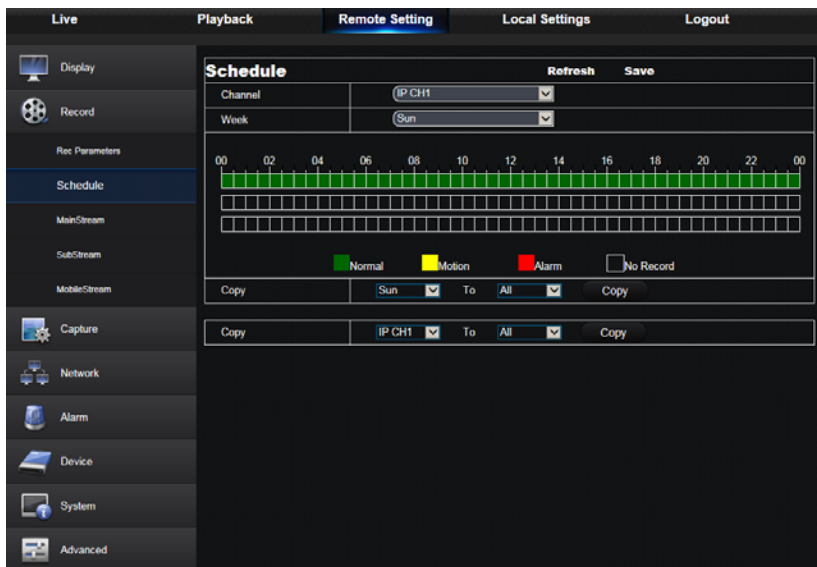 Live Playback Remote Setting Local Settings Logout
Display
Record
Rec Parameters
Schedule
MainStream
SubStream
MobileStream
Capture
Network
Alarm
Device
System
Advanced
Schedule Refresh Save
Channel IP CH1
Week Sun
00 02 04 06 08 10 12 14 16 18 20 22 00
Normal Motion Alarm No Record
Copy Sun To All Copy
Copy IP CH1 To All Copy